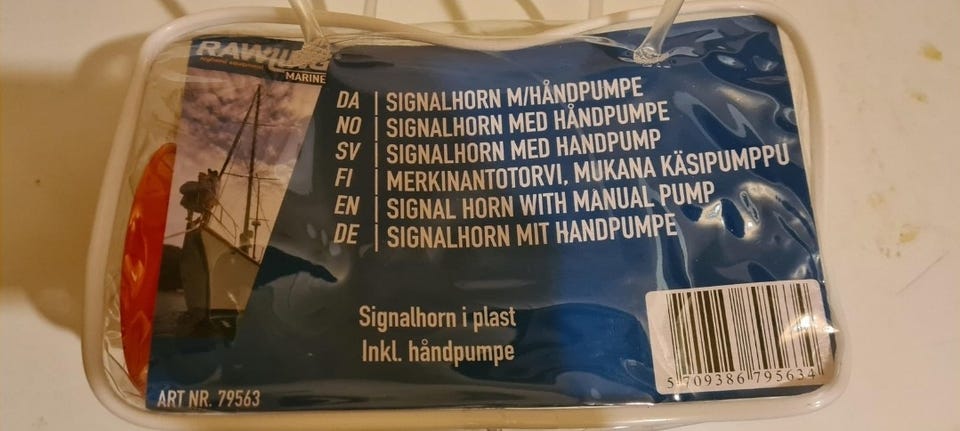 MARINE
DA | SIGNALHORN M/HÅNDPUMPE
NO | SIGNALHORN MED HÅNDPUMPE
SV | SIGNALHORN MED HANDPUMP
FI | MERKINANTOTORVI, MUKANA KÄSIPUMPPU
EN | SIGNAL HORN WITH MANUAL PUMP
DE | SIGNALHORN MIT HANDPUMPE
Signalhorn i plast
Inkl. håndpumpe
5 709386 795634
ART NR. 79563